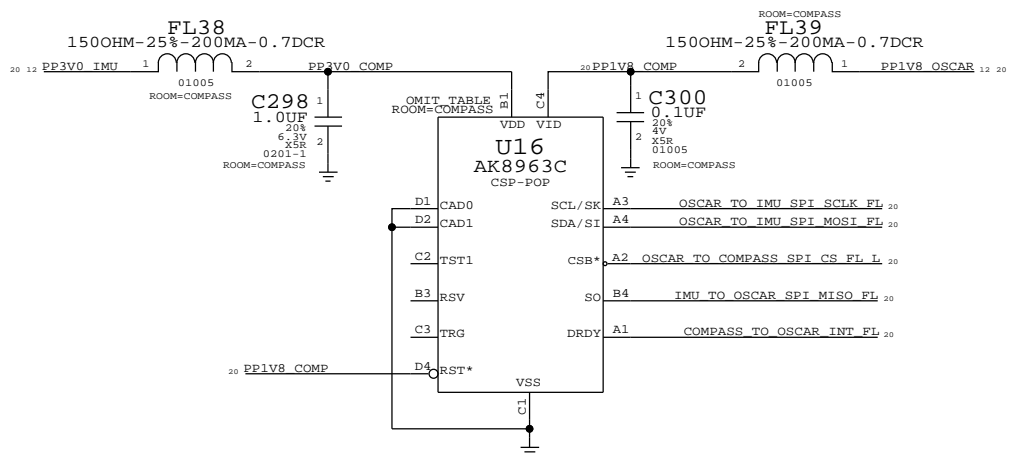 FL38
150OHM-25%-200MA-0.7DCR
20 12 PP3V0_IMU 1 2 PP3V0_COMP
01005
ROOM=COMPASS
C298
1
1.0UF
20%
6.3V
X5R
2
0201-1
ROOM=COMPASS
ROOM=COMPASS
FL39
150OHM-25%-200MA-0.7DCR
20 PP1V8_COMP 2 1 PP1V8_OSCAR 12 20
01005
1
C300
0.1UF
20%
4V
X5R
2
01005
ROOM=COMPASS
OMIT_TABLE
ROOM=COMPASS
B1
C4
VDD VID
U16
AK8963C
CSP-POP
D1 CAD0
D2 CAD1
C2 TST1
B3 RSV
C3 TRG
20 PP1V8_COMP D4 RST*
SCL/SK A3 OSCAR_TO_IMU_SPI_SCLK_FL 20
SDA/SI A4 OSCAR_TO_IMU_SPI_MOSI_FL 20
CSB* A2 OSCAR_TO_COMPASS_SPI_CS_FL_L 20
SO B4 IMU_TO_OSCAR_SPI_MISO_FL 20
DRDY A1 COMPASS_TO_OSCAR_INT_FL 20
VSS
C1